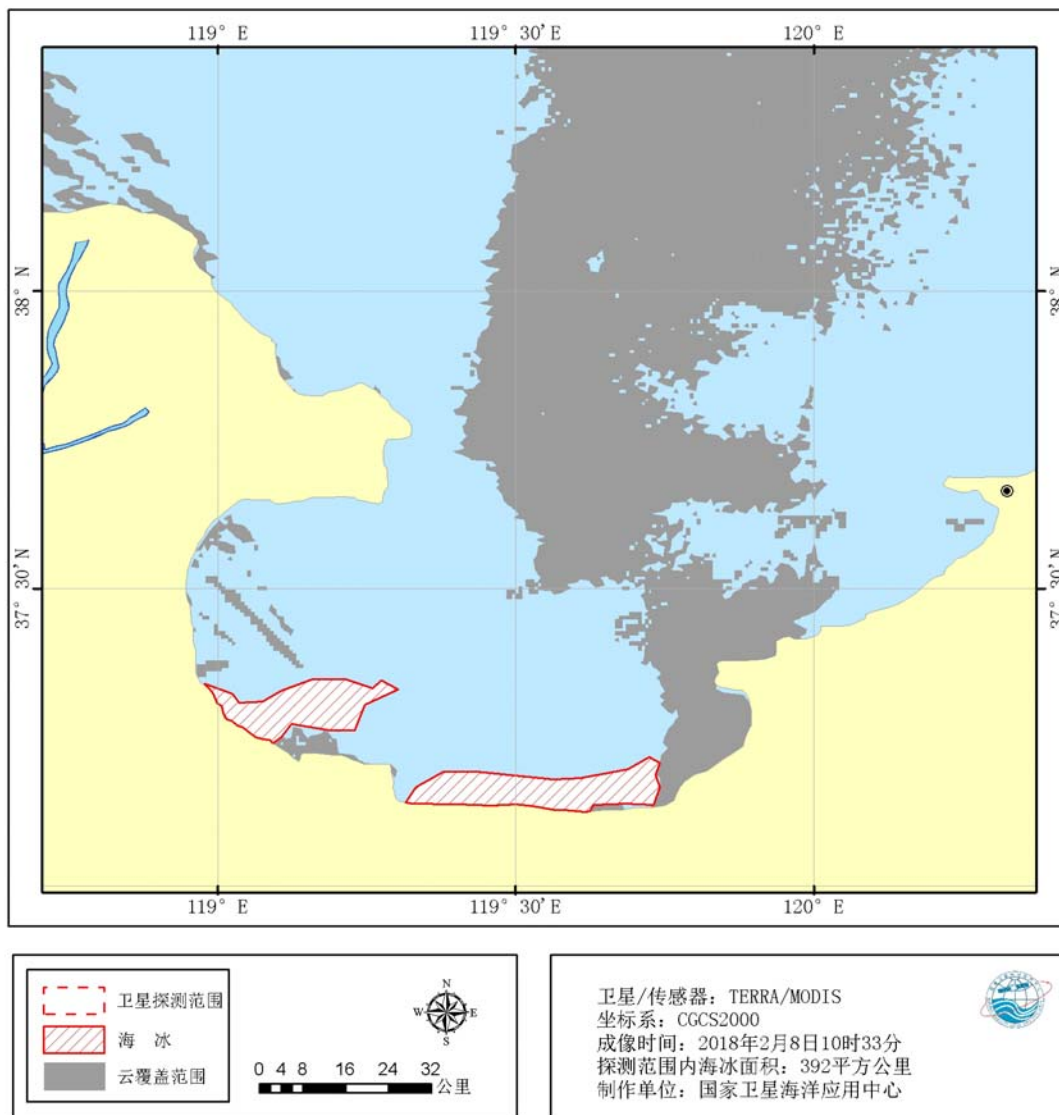 119° E
119° 30′ E
120° E
38° N
38° N
37° 30′ N
37° 30′ N
119° E
119° 30′ E
120° E
卫星探测范围
海 冰
云覆盖范围
N
W
E
S
0 4 8 16 24 32
公里
卫星/传感器：TERRA/MODIS
坐标系：CGCS2000
成像时间：2018年2月8日10时33分
探测范围内海冰面积：392平方公里
制作单位：国家卫星海洋应用中心